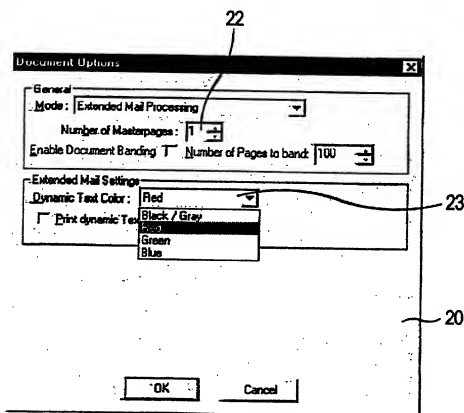 22
Document Options
General
Mode: Extended Mail Processing
Number of Masterpages: 1
Enable Document Banding Number of Pages to band: 100
Extended Mail Settings
Dynamic Text Color: Red
23
Print dynamic Tex
Black / Gray
Red
Green
Blue
20
OK Cancel